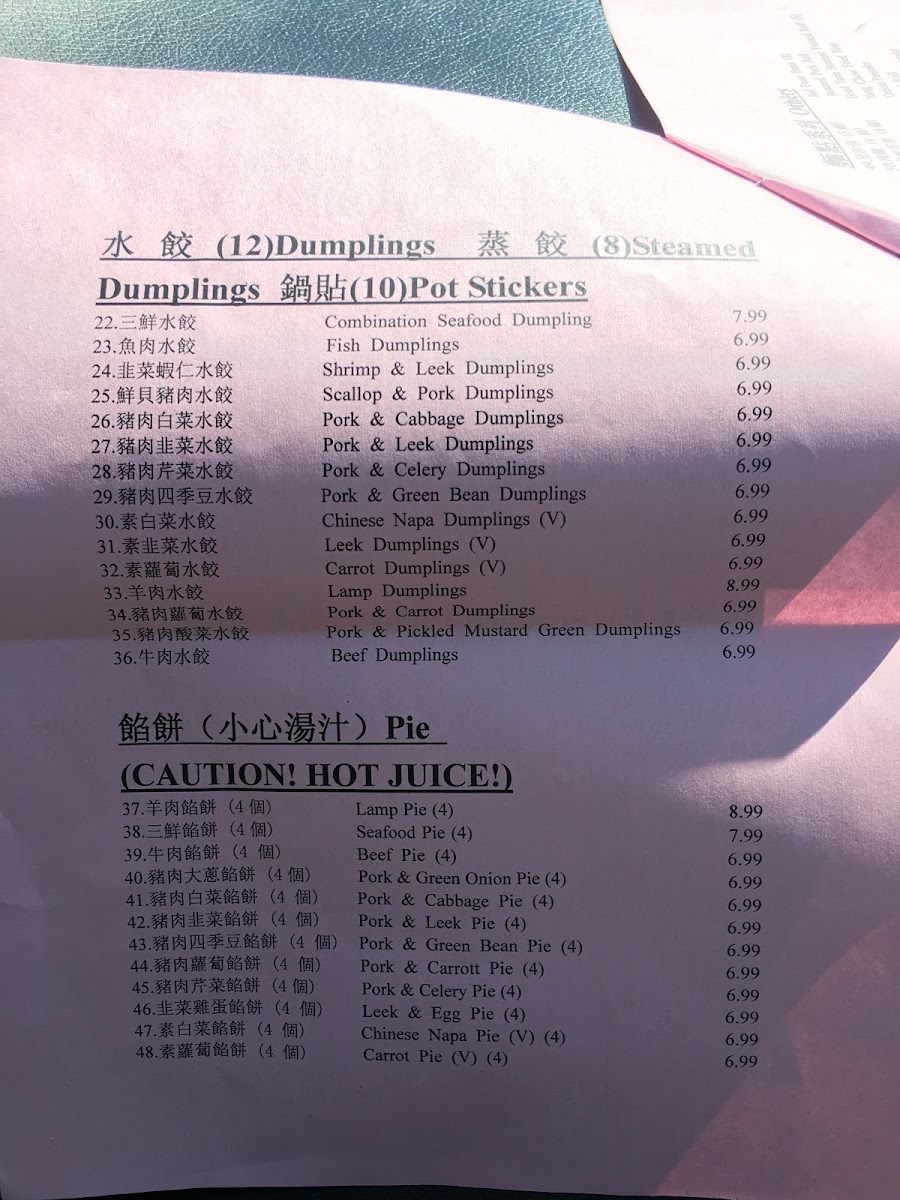 水 餃 (12)Dumplings 蒸 餃 (8)Steamed
Dumplings 鍋貼(10)Pot Stickers
22.三鮮水餃 Combination Seafood Dumpling 7.99
23.魚肉水餃 Fish Dumplings 6.99
24.韭菜蝦仁水餃 Shrimp & Leek Dumplings 6.99
25.鮮貝豬肉水餃 Scallop & Pork Dumplings 6.99
26.豬肉白菜水餃 Pork & Cabbage Dumplings 6.99
27.豬肉韭菜水餃 Pork & Leek Dumplings 6.99
28.豬肉芹菜水餃 Pork & Celery Dumplings 6.99
29.豬肉四季豆水餃 Pork & Green Bean Dumplings 6.99
30.素白菜水餃 Chinese Napa Dumplings (V) 6.99
31.素韭菜水餃 Leek Dumplings (V) 6.99
32.素蘿蔔水餃 Carrot Dumplings (V) 6.99
33.羊肉水餃 Lamp Dumplings 8.99
34.豬肉蘿蔔水餃 Pork & Carrot Dumplings 6.99
35.豬肉酸菜水餃 Pork & Pickled Mustard Green Dumplings 6.99
36.牛肉水餃 Beef Dumplings 6.99
餡餅（小心湯汁）Pie
(CAUTION! HOT JUICE!)
37.羊肉餡餅（4 個） Lamp Pie (4) 8.99
38.三鮮餡餅（4 個） Seafood Pie (4) 7.99
39.牛肉餡餅（4 個） Beef Pie (4) 6.99
40.豬肉大蔥餡餅（4 個） Pork & Green Onion Pie (4) 6.99
41.豬肉白菜餡餅（4 個） Pork & Cabbage Pie (4) 6.99
42.豬肉韭菜餡餅（4 個） Pork & Leek Pie (4) 6.99
43.豬肉四季豆餡餅（4 個） Pork & Green Bean Pie (4) 6.99
44.豬肉蘿蔔餡餅（4 個） Pork & Carrott Pie (4) 6.99
45.豬肉芹菜餡餅（4 個） Pork & Celery Pie (4) 6.99
46.韭菜雞蛋餡餅（4 個） Leek & Egg Pie (4) 6.99
47.素白菜餡餅（4 個） Chinese Napa Pie (V) (4) 6.99
48.素蘿蔔餡餅（4 個） Carrot Pie (V) (4) 6.99